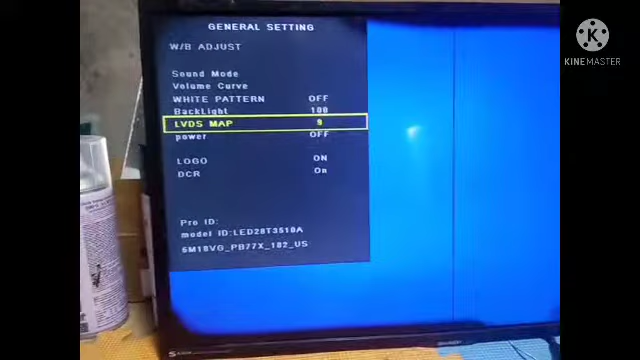 GENERAL SETTING
W/B ADJUST
Sound Mode
Volume Curve
WHITE PATTERN OFF
BackLight 100
LVDS MAP 9
power OFF
LOGO ON
DCR On
Pro ID:
model ID:LED28T3518A
KINEMASTER